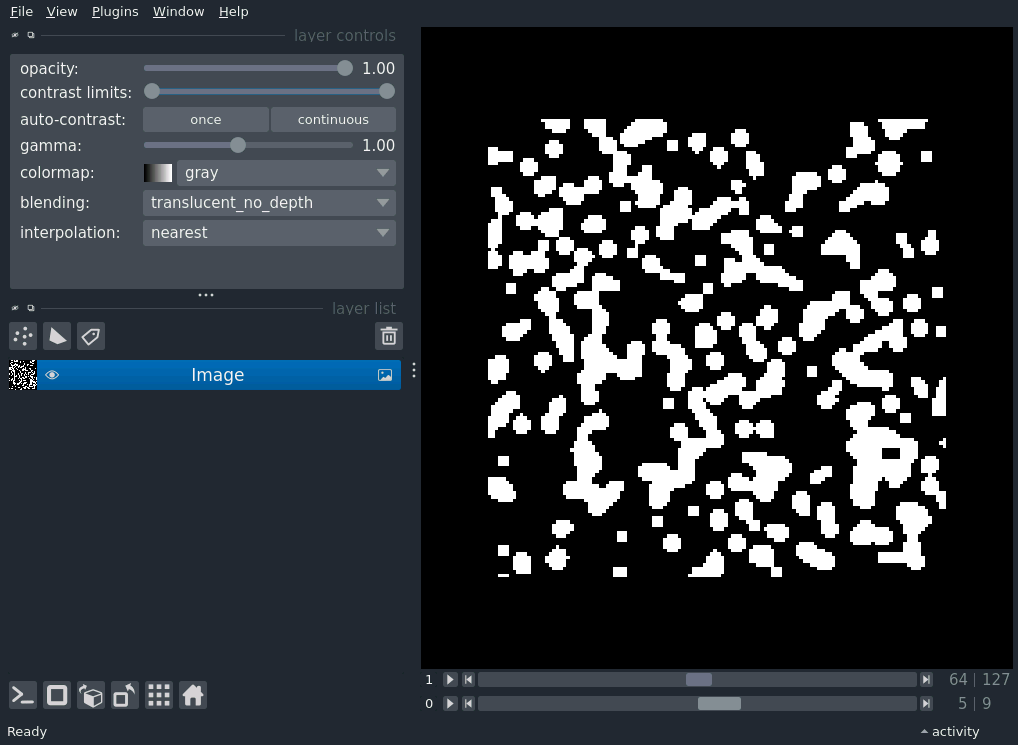 File View Plugins Window Help
layer controls
opacity: 1.00
contrast limits:
auto-contrast: once continuous
gamma: 1.00
colormap: gray
blending: translucent_no_depth
interpolation: nearest
layer list
Image
1 64 | 127
0 5 | 9
Ready activity